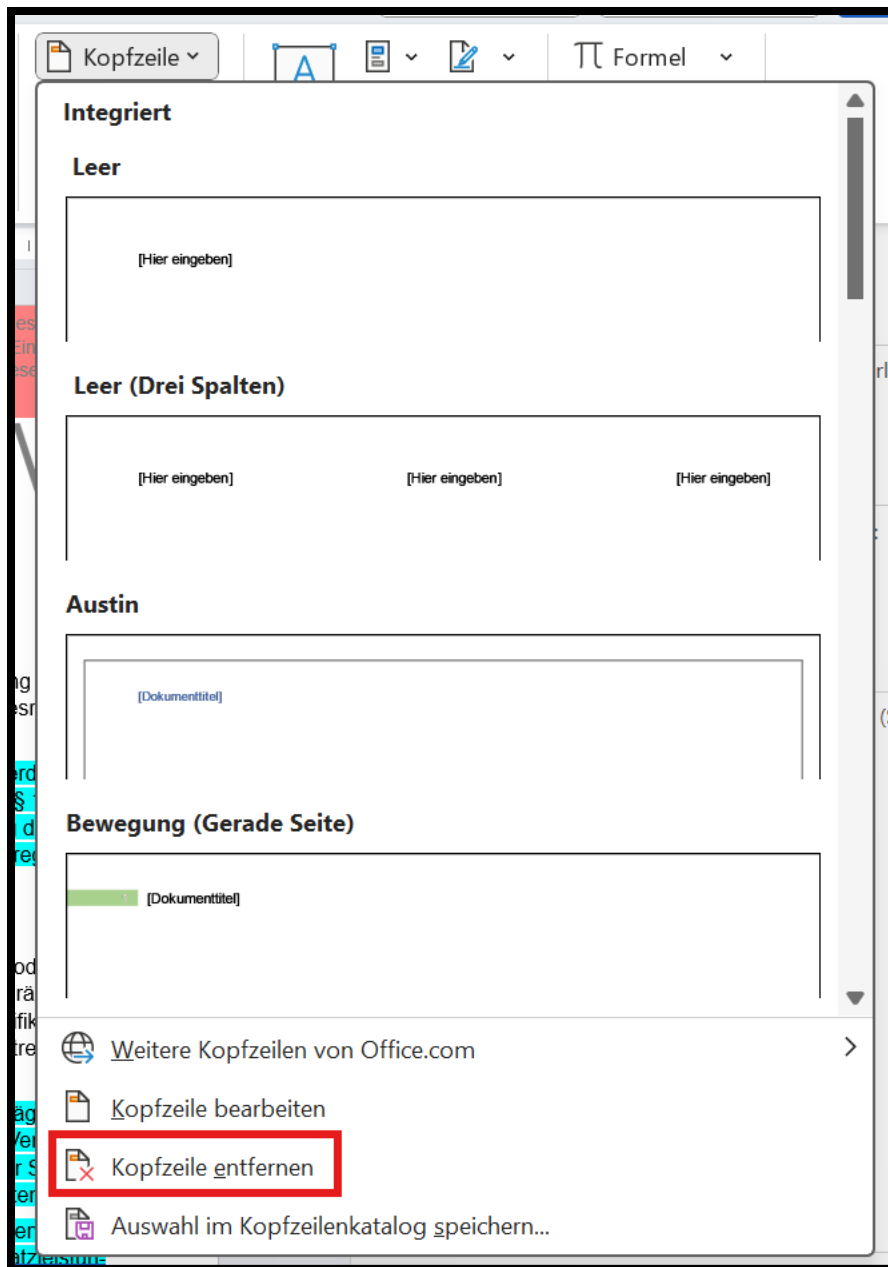 Kopfzeile
A
Formel
Integriert
Leer
[Hier eingeben]
Leer (Drei Spalten)
[Hier eingeben] [Hier eingeben] [Hier eingeben]
Austin
[Dokumenttitel]
Bewegung (Gerade Seite)
[Dokumenttitel]
Weitere Kopfzeilen von Office.com
Kopfzeile bearbeiten
Kopfzeile entfernen
Auswahl im Kopfzeilenkatalog speichern...